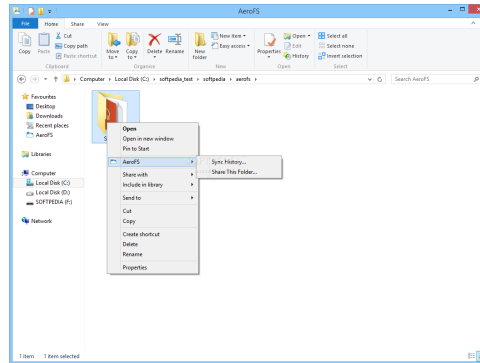 AeroFS
File Home Share View
Copy
Paste
Cut
Copy path
Paste shortcut
Clipboard
Move to
Copy to
Delete
Rename
Organise
New folder
New item
Easy access
New
Properties
Open
Edit
History
Open
Select all
Select none
Invert selection
Select
Computer Local Disk (C:) softpedia_test softpedia aerofs
Search AeroFS
Favourites
Desktop
Downloads
Recent places
AeroFS
Libraries
Computer
Local Disk (C:)
Local Disk (D:)
SOFTPEDIA (F:)
Network
S
Open
Open in new window
Pin to Start
AeroFS
Share with
Include in library
Send to
Cut
Copy
Create shortcut
Delete
Rename
Properties
Sync History...
Share This Folder...
1 item 1 item selected